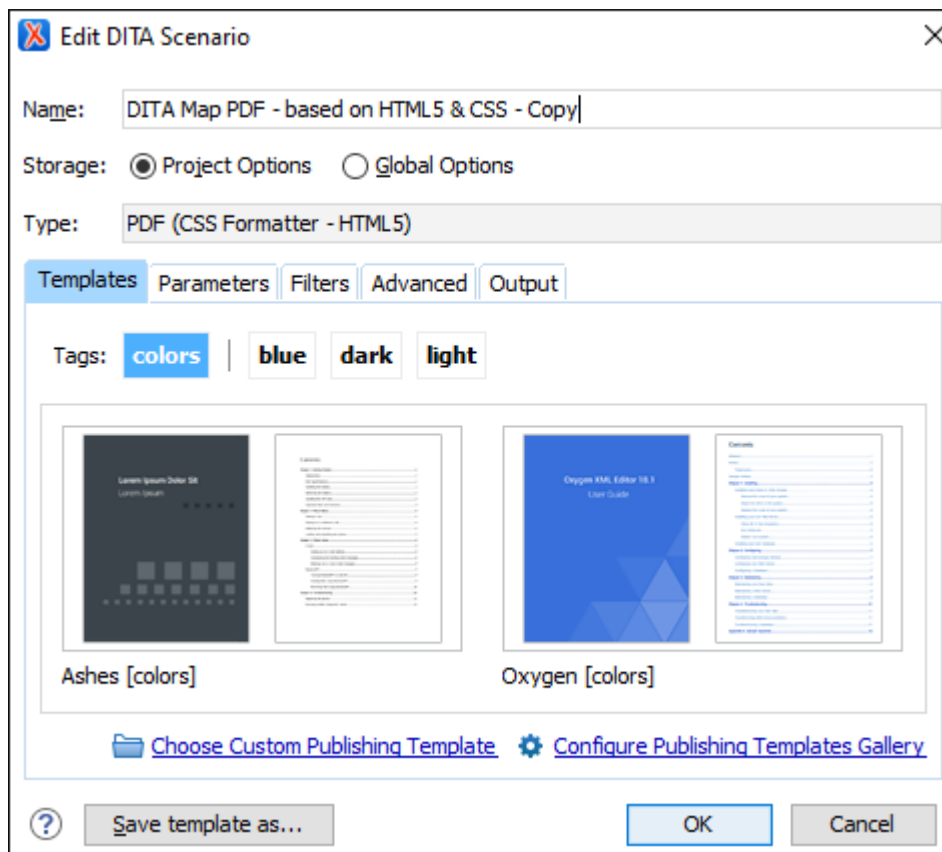 Edit DITA Scenario
Name: DITA Map PDF - based on HTML5 & CSS - Copy
Storage: Project Options Global Options
Type: PDF (CSS Formatter - HTML5)
Templates Parameters Filters Advanced Output
Tags: colors | blue dark light
Lorem Ipsum Dolor Sit
Lorem Ipsum
Contents
Oxygen XML Editor 18.1
User Guide
Contents
Ashes [colors] Oxygen [colors]
Choose Custom Publishing Template Configure Publishing Templates Gallery
? Save template as... OK Cancel